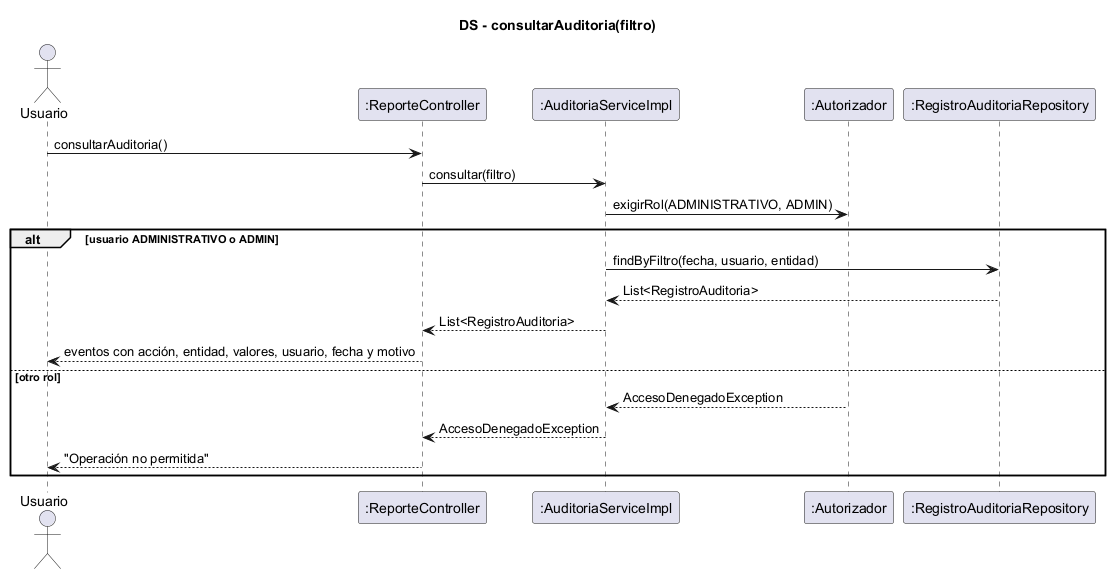 DS - consultarAuditoria(filtro)
Usuario
:ReporteController
:AuditoriaServiceImpl
:Autorizador
:RegistroAuditoriaRepository
consultarAuditoria()
consultar(filtro)
exigirRol(ADMINISTRATIVO, ADMIN)
alt
[usuario ADMINISTRATIVO o ADMIN]
findByFiltro(fecha, usuario, entidad)
List<RegistroAuditoria>
List<RegistroAuditoria>
eventos con acción, entidad, valores, usuario, fecha y motivo
[otro rol]
AccesoDenegadoException
AccesoDenegadoException
"Operación no permitida"
Usuario
:ReporteController
:AuditoriaServiceImpl
:Autorizador
:RegistroAuditoriaRepository